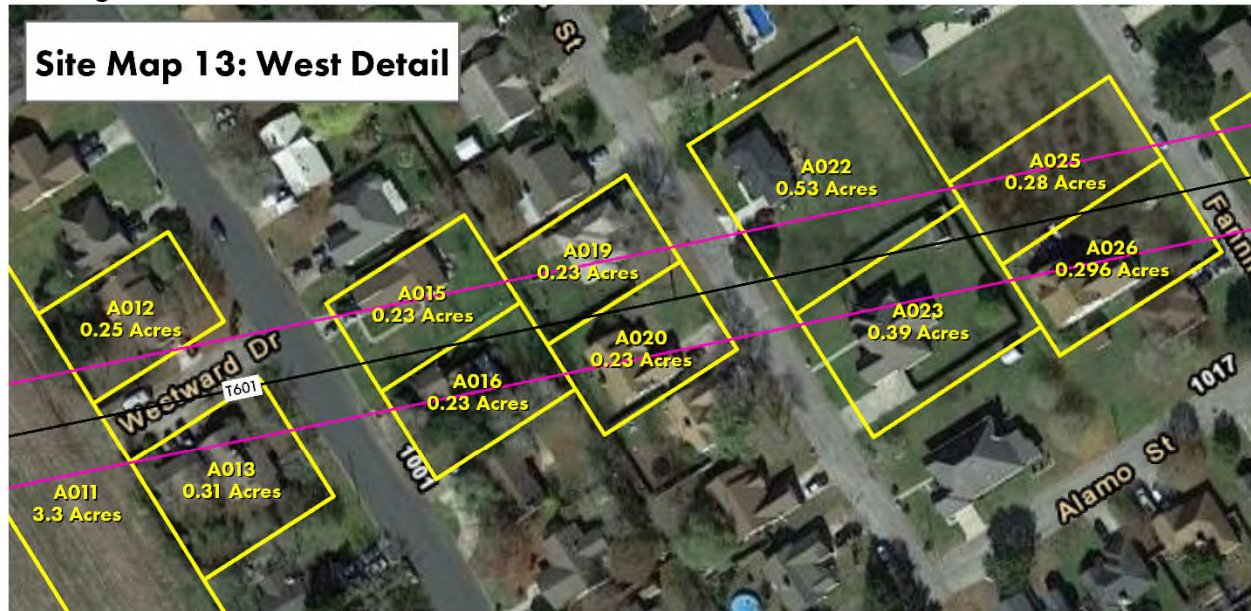 St
Site Map 13: West Detail
A022
0.53 Acres
A025
0.28 Acres
A019
0.23 Acres
A026
0.296 Acres
A012
0.25 Acres
A015
0.23 Acres
A023
0.39 Acres
Westward Dr
T601
A020
0.23 Acres
A016
0.23 Acres
1017
1001
A013
0.31 Acres
A011
3.3 Acres
Alamo St